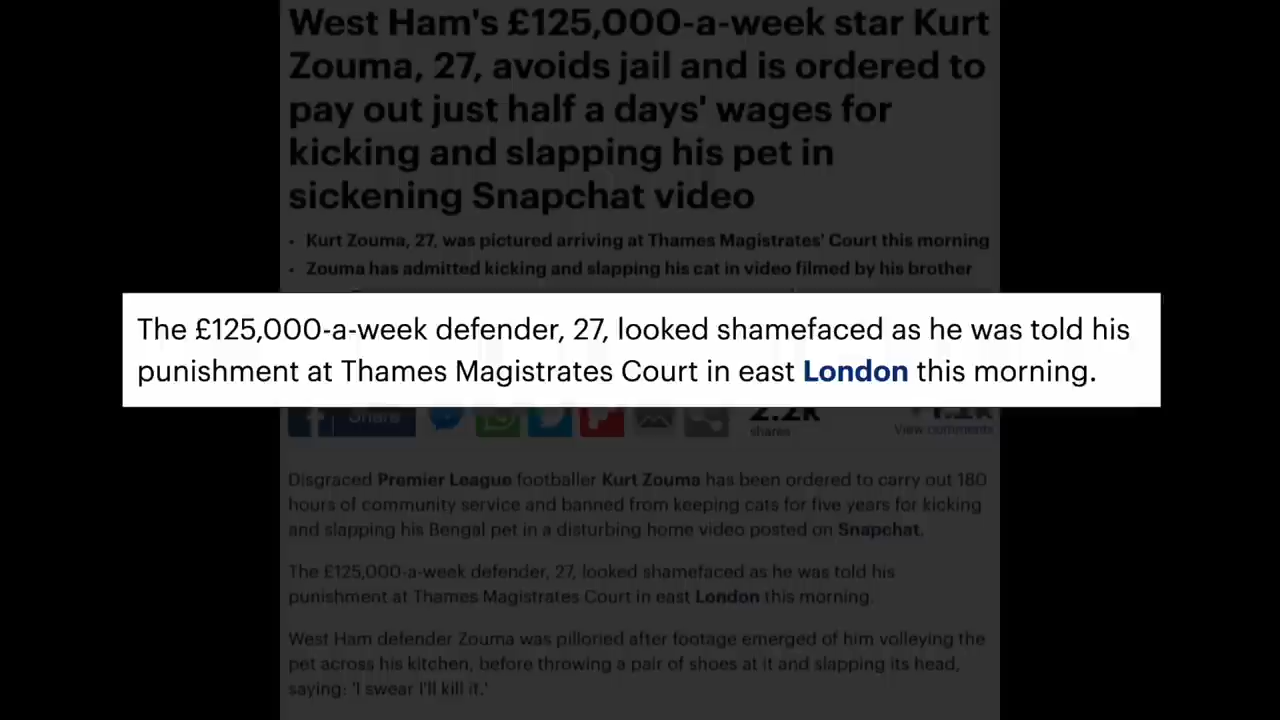 West Ham's £125,000-a-week star Kurt
Zouma, 27, avoids jail and is ordered to
pay out just half a days' wages for
kicking and slapping his pet in
sickening Snapchat video
• Kurt Zouma, 27, was pictured arriving at Thames Magistrates' Court this morning
• Zouma has admitted kicking and slapping his cat in video filmed by his brother
The £125,000-a-week defender, 27, looked shamefaced as he was told his
punishment at Thames Magistrates Court in east London this morning.
Share
2.2k
shares
View comments
Disgraced Premier League footballer Kurt Zouma has been ordered to carry out 180
hours of community service and banned from keeping cats for five years for kicking
and slapping his Bengal pet in a disturbing home video posted on Snapchat.
The £125,000-a-week defender, 27, looked shamefaced as he was told his
punishment at Thames Magistrates Court in east London this morning.
West Ham defender Zouma was pilloried after footage emerged of him volleying the
pet across his kitchen, before throwing a pair of shoes at it and slapping its head,
saying: 'I swear I'll kill it.'